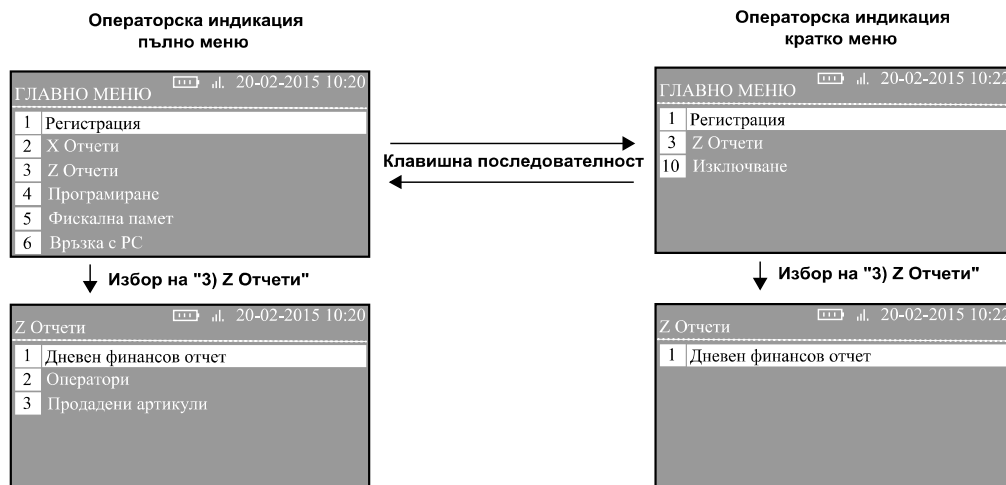 Операторска индикация
пълно меню
20-02-2015 10:20
ГЛАВНО МЕНЮ
1 Регистрация
2 X Отчети
3 Z Отчети
4 Програмиране
5 Фискална памет
6 Връзка с PC
Избор на "3) Z Отчети"
20-02-2015 10:20
Z Отчети
1 Дневен финансов отчет
2 Оператори
3 Продадени артикули
Клавишна последователност
Операторска индикация
кратко меню
20-02-2015 10:22
ГЛАВНО МЕНЮ
1 Регистрация
3 Z Отчети
10 Изключване
Избор на "3) Z Отчети"
20-02-2015 10:22
Z Отчети
1 Дневен финансов отчет